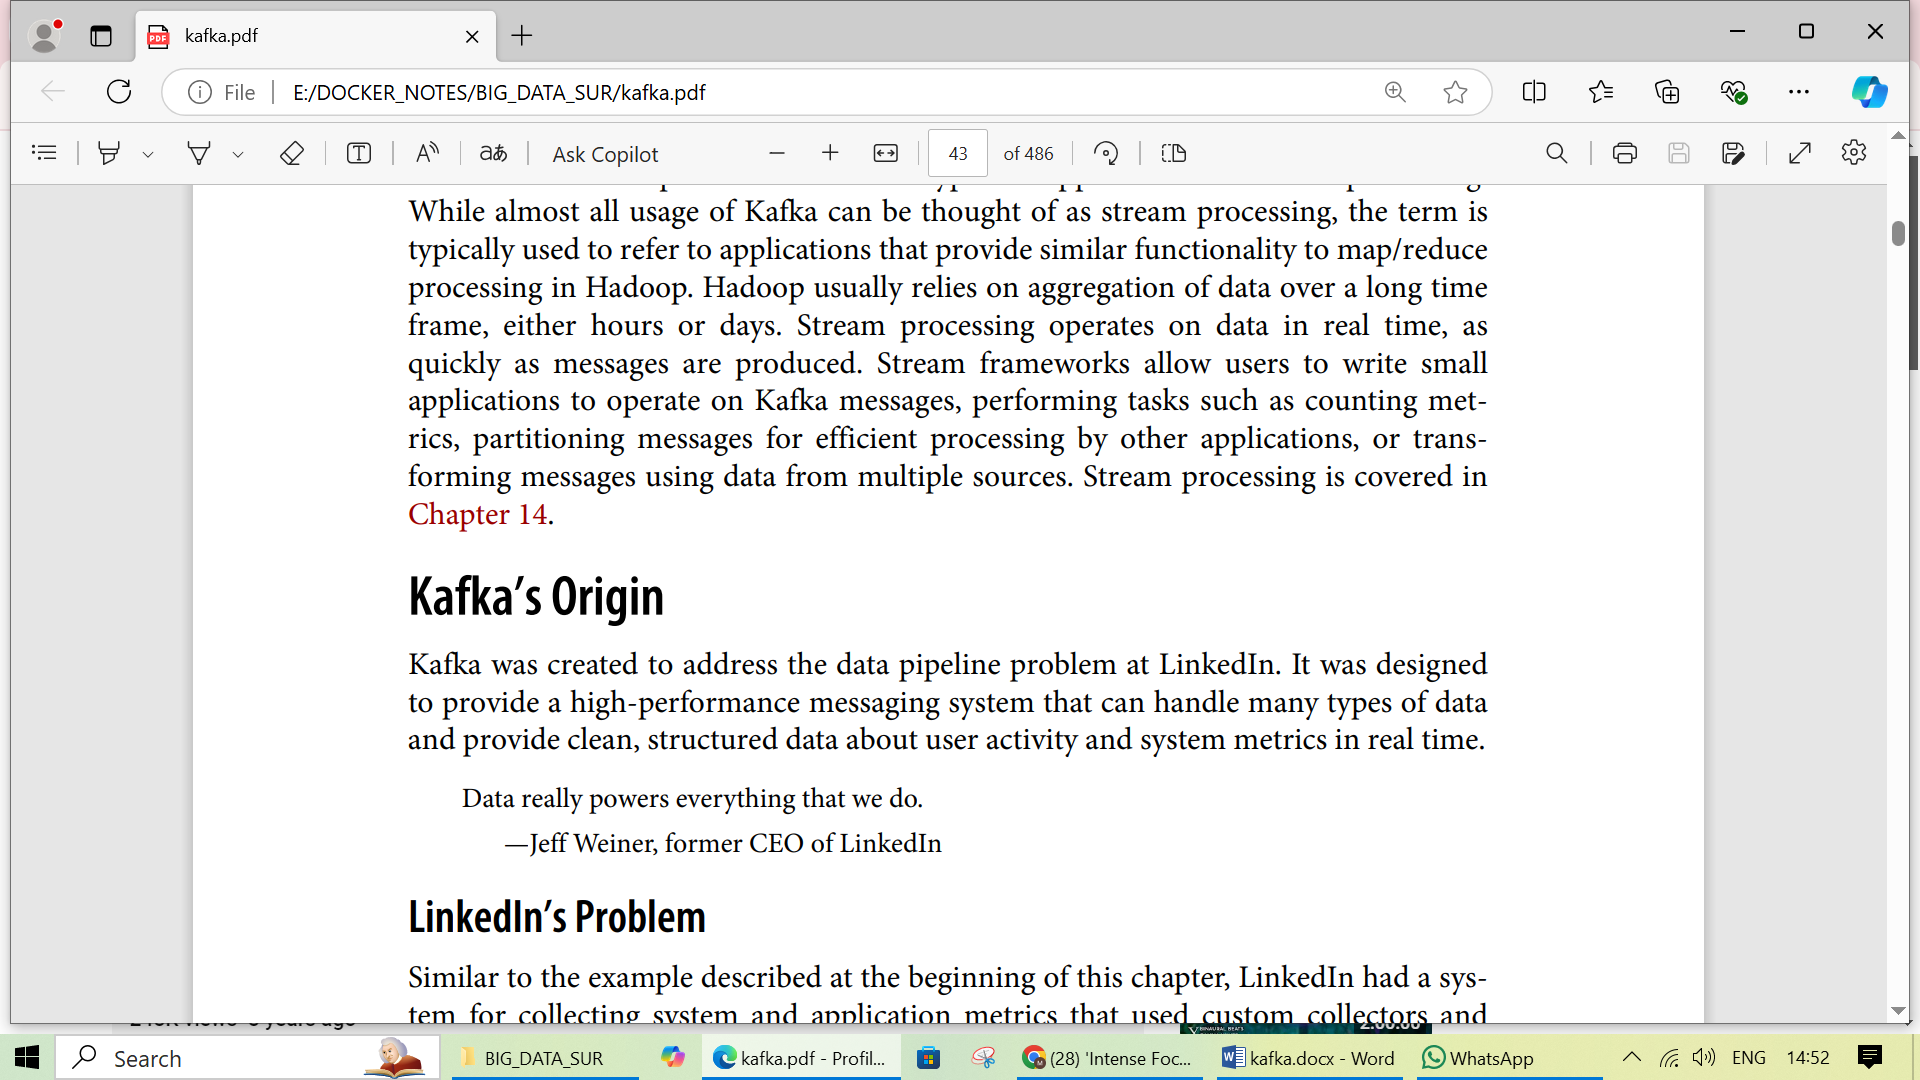 kafka.pdf
File
E:/DOCKER_NOTES/BIG_DATA_SUR/kafka.pdf
Ask Copilot
43
of 486
While almost all usage of Kafka can be thought of as stream processing, the term is
typically used to refer to applications that provide similar functionality to map/reduce
processing in Hadoop. Hadoop usually relies on aggregation of data over a long time
frame, either hours or days. Stream processing operates on data in real time, as
quickly as messages are produced. Stream frameworks allow users to write small
applications to operate on Kafka messages, performing tasks such as counting met-
rics, partitioning messages for efficient processing by other applications, or trans-
forming messages using data from multiple sources. Stream processing is covered in
Chapter 14.
Kafka’s Origin
Kafka was created to address the data pipeline problem at LinkedIn. It was designed
to provide a high-performance messaging system that can handle many types of data
and provide clean, structured data about user activity and system metrics in real time.
Data really powers everything that we do.
—Jeff Weiner, former CEO of LinkedIn
LinkedIn’s Problem
Similar to the example described at the beginning of this chapter, LinkedIn had a sys-
tem for collecting system and application metrics that used custom collectors and
Search
BIG_DATA_SUR
kafka.pdf - Profil...
(28) 'Intense Foc...
kafka.docx - Word
WhatsApp
ENG
14:52